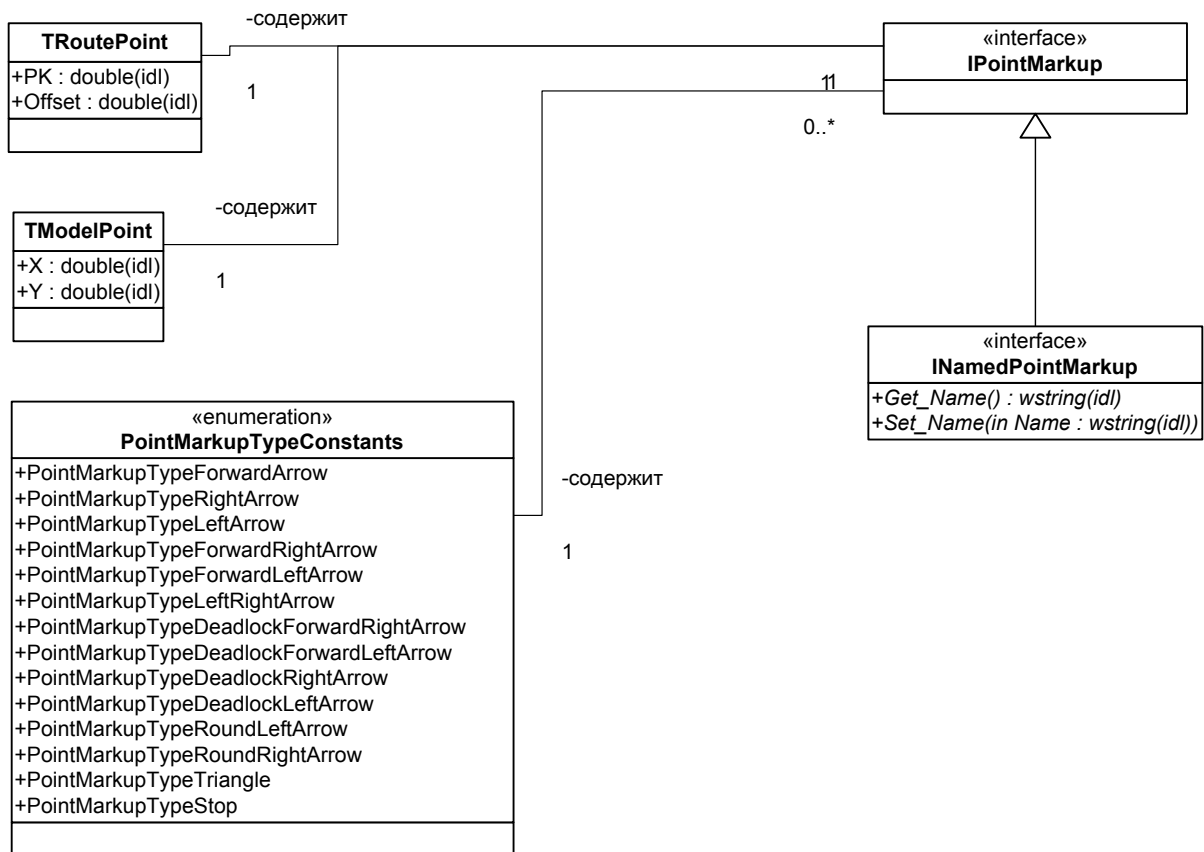 -содержит
TRoutePoint
+PK : double(idl)
+Offset : double(idl)
1
«interface»
IPointMarkup
11
0..*
-содержит
TModelPoint
+X : double(idl)
+Y : double(idl)
1
«interface»
INamedPointMarkup
+Get_Name() : wstring(idl)
+Set_Name(in Name : wstring(idl))
«enumeration»
PointMarkupTypeConstants
+PointMarkupTypeForwardArrow
+PointMarkupTypeRightArrow
+PointMarkupTypeLeftArrow
+PointMarkupTypeForwardRightArrow
+PointMarkupTypeForwardLeftArrow
+PointMarkupTypeLeftRightArrow
+PointMarkupTypeDeadlockForwardRightArrow
+PointMarkupTypeDeadlockForwardLeftArrow
+PointMarkupTypeDeadlockRightArrow
+PointMarkupTypeDeadlockLeftArrow
+PointMarkupTypeRoundLeftArrow
+PointMarkupTypeRoundRightArrow
+PointMarkupTypeTriangle
+PointMarkupTypeStop
-содержит
1